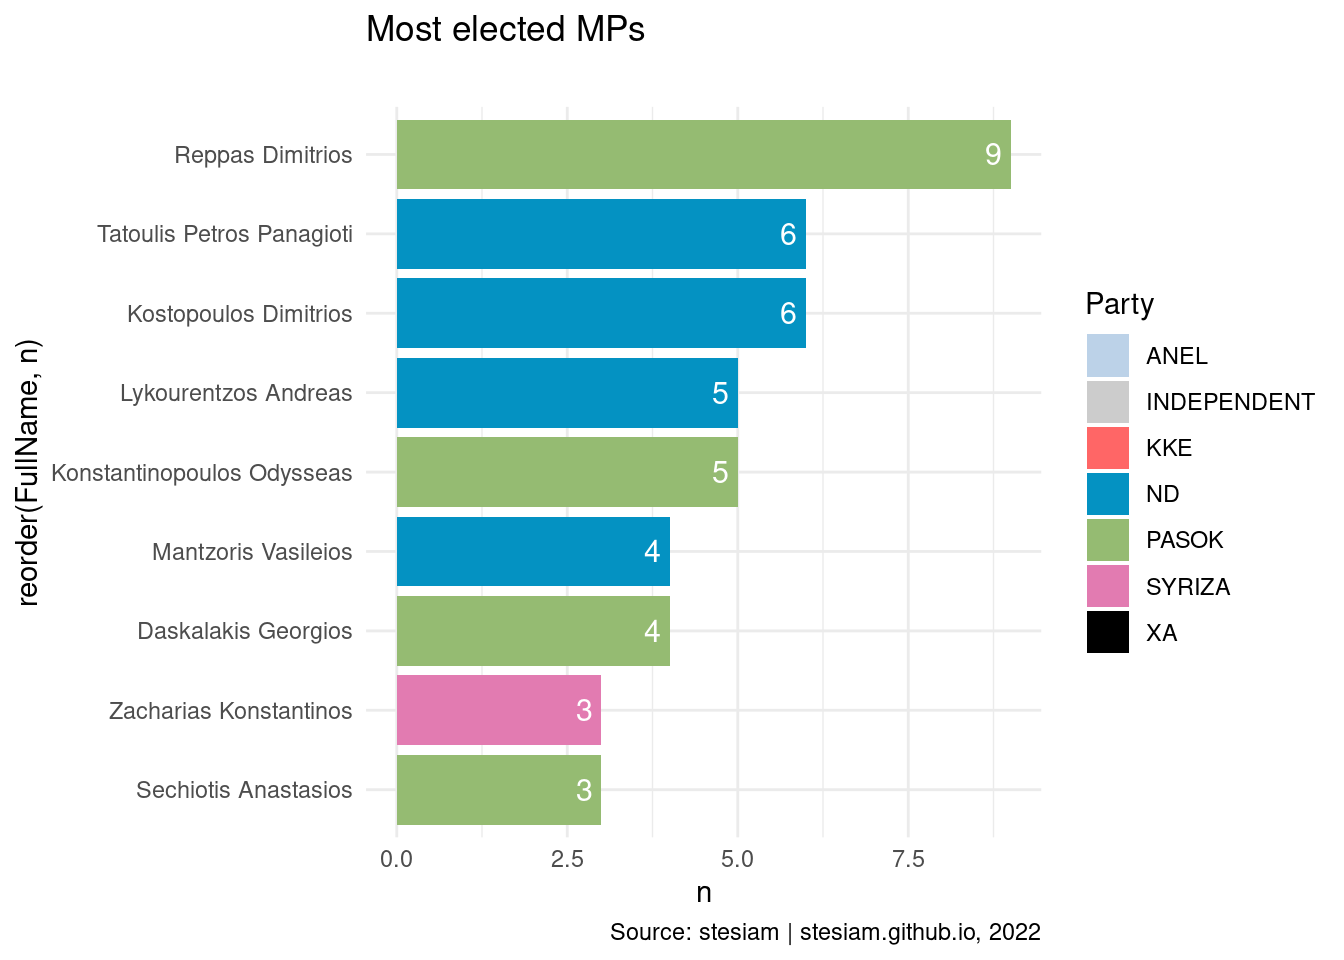 Most elected MPs
reorder(FullName, n)
Reppas Dimitrios 9
Tatoulis Petros Panagioti 6
Kostopoulos Dimitrios 6
Lykourentzos Andreas 5
Konstantinopoulos Odysseas 5
Mantzoris Vasileios 4
Daskalakis Georgios 4
Zacharias Konstantinos 3
Sechiotis Anastasios 3
0.0 2.5 5.0 7.5
n
Party
ANEL
INDEPENDENT
KKE
ND
PASOK
SYRIZA
XA
Source: stesiam | stesiam.github.io, 2022